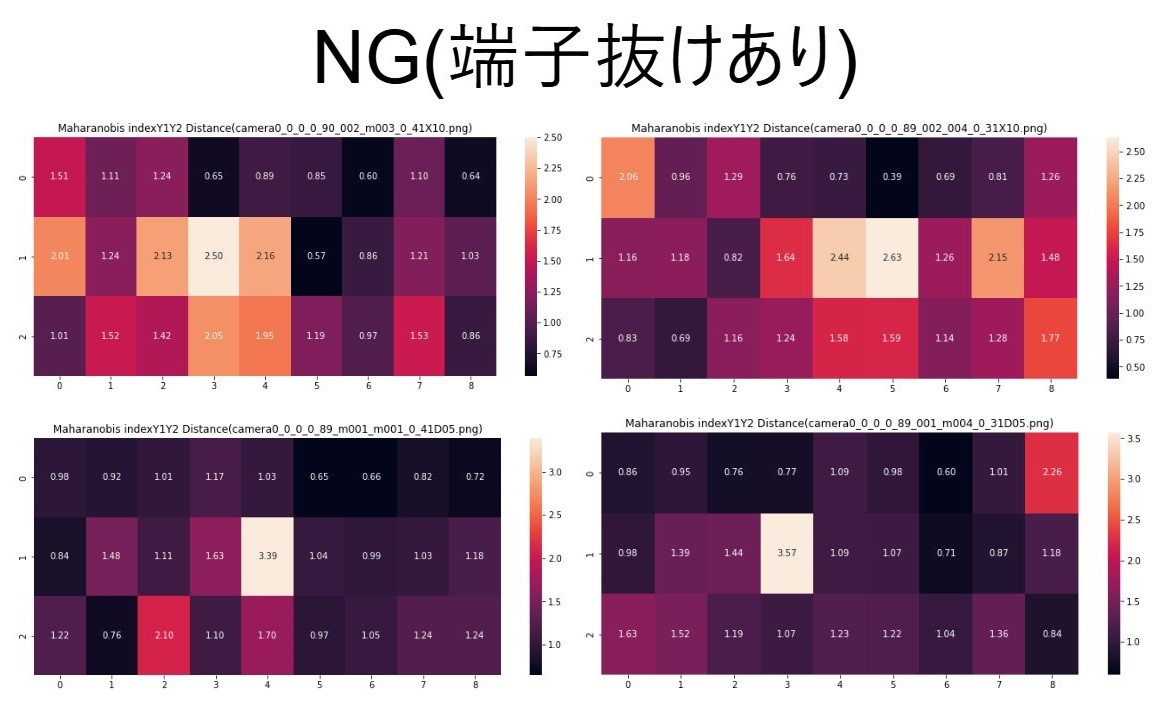 NG(端子抜けあり)
Maharanobis indexY1Y2 Distance(camera0_0_0_0_90_002_m003_0_41X10.png)
0 1.51 1.11 1.24 0.65 0.89 0.85 0.60 1.10 0.64
1 2.01 1.24 2.13 2.50 2.16 0.57 0.86 1.21 1.03
2 1.01 1.52 1.42 2.05 1.95 1.19 0.97 1.53 0.86
0 1 2 3 4 5 6 7 8
2.50
2.25
2.00
1.75
1.50
1.25
1.00
0.75
Maharanobis indexY1Y2 Distance(camera0_0_0_0_89_002_004_0_31X10.png)
0 2.06 0.96 1.29 0.76 0.73 0.39 0.69 0.81 1.26
1 1.16 1.18 0.82 1.64 2.44 2.63 1.26 2.15 1.48
2 0.83 0.69 1.16 1.24 1.58 1.59 1.14 1.28 1.77
0 1 2 3 4 5 6 7 8
2.50
2.25
2.00
1.75
1.50
1.25
1.00
0.75
0.50
Maharanobis indexY1Y2 Distance(camera0_0_0_0_89_m001_m001_0_41D05.png)
0 0.98 0.92 1.01 1.17 1.03 0.65 0.66 0.82 0.72
1 0.84 1.48 1.11 1.63 3.39 1.04 0.99 1.03 1.18
2 1.22 0.76 2.10 1.10 1.70 0.97 1.05 1.24 1.24
0 1 2 3 4 5 6 7 8
3.0
2.5
2.0
1.5
1.0
Maharanobis indexY1Y2 Distance(camera0_0_0_0_89_001_m004_0_31D05.png)
0 0.86 0.95 0.76 0.77 1.09 0.98 0.60 1.01 2.26
1 0.98 1.39 1.44 3.57 1.09 1.07 0.71 0.87 1.18
2 1.63 1.52 1.19 1.07 1.23 1.22 1.04 1.36 0.84
0 1 2 3 4 5 6 7 8
3.5
3.0
2.5
2.0
1.5
1.0